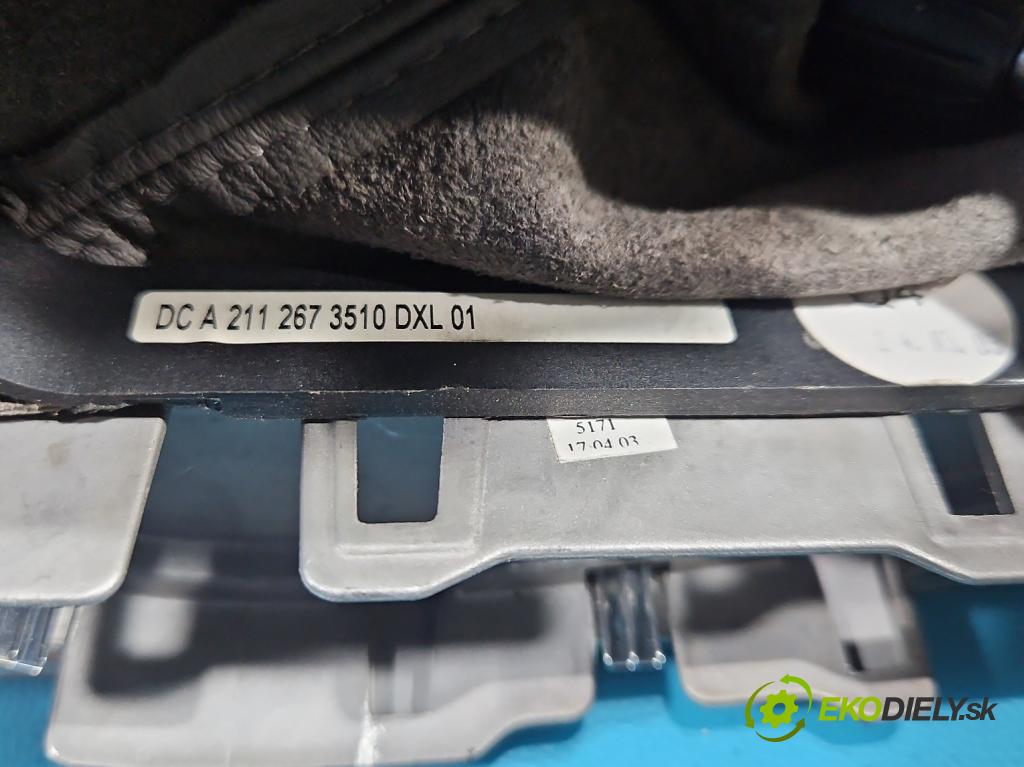 DC A 211 267 3510 DXL 01
5171
17 04 03
EKODIELY.sk